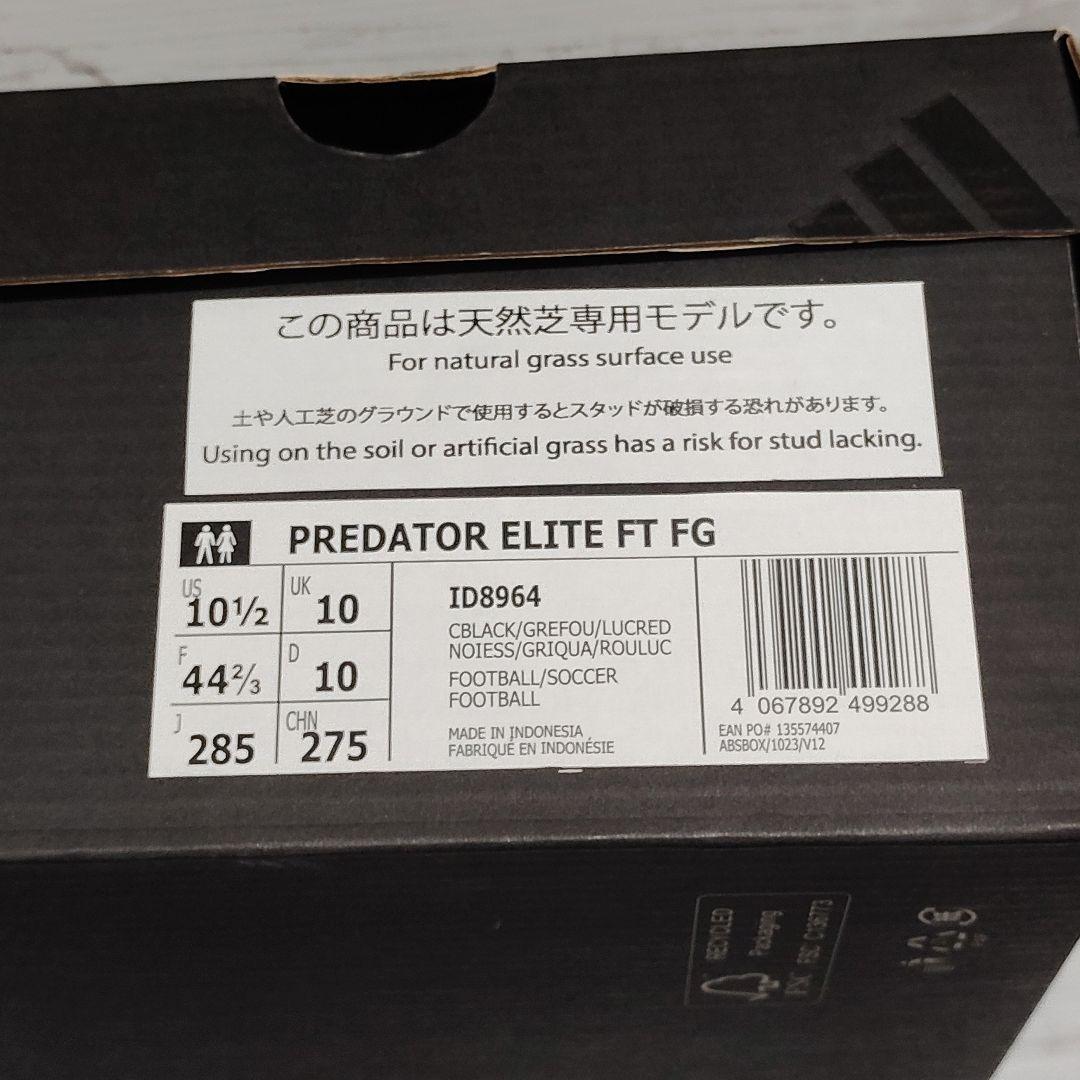 この商品は天然芝専用モデルです。
For natural grass surface use
土や人工芝のグラウンドで使用するとスタッドが破損する恐れがあります。
Using on the soil or artificial grass has a risk for stud lacking.
PREDATOR ELITE FT FG
US 10½ UK 10
F 44⅔ D 10
J 285 CHN 275
ID8964
CBLACK/GREFOU/LUCRED
NOIESS/GRIQUA/ROULUC
FOOTBALL/SOCCER
FOOTBALL
MADE IN INDONESIA
FABRIQUÉ EN INDONÉSIE
4 067892 499288
EAN PO# 135574407
ABSBOX/1023/V12
RECYCLED
Packaging
FSC FSC C136773